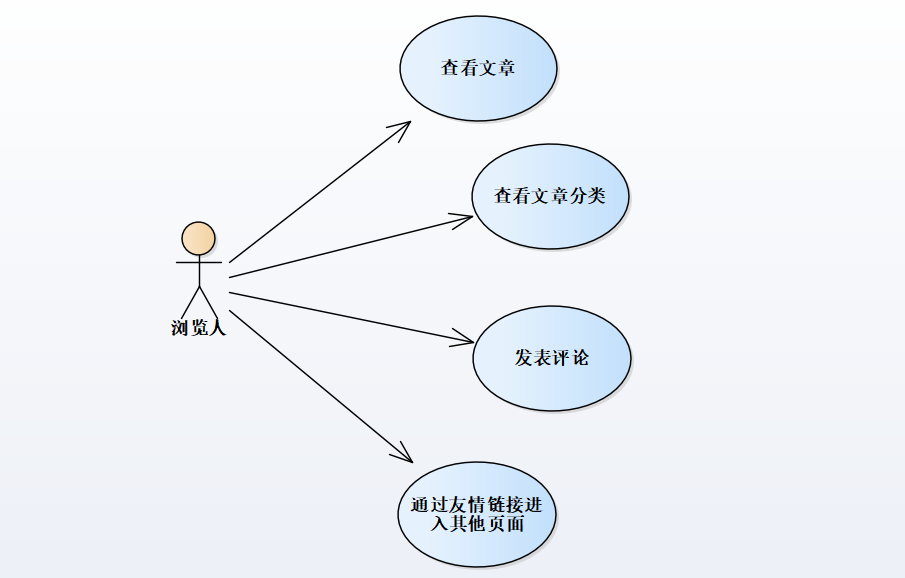 查看文章
查看文章分类
浏览人
发表评论
通过友情链接进
入其他页面